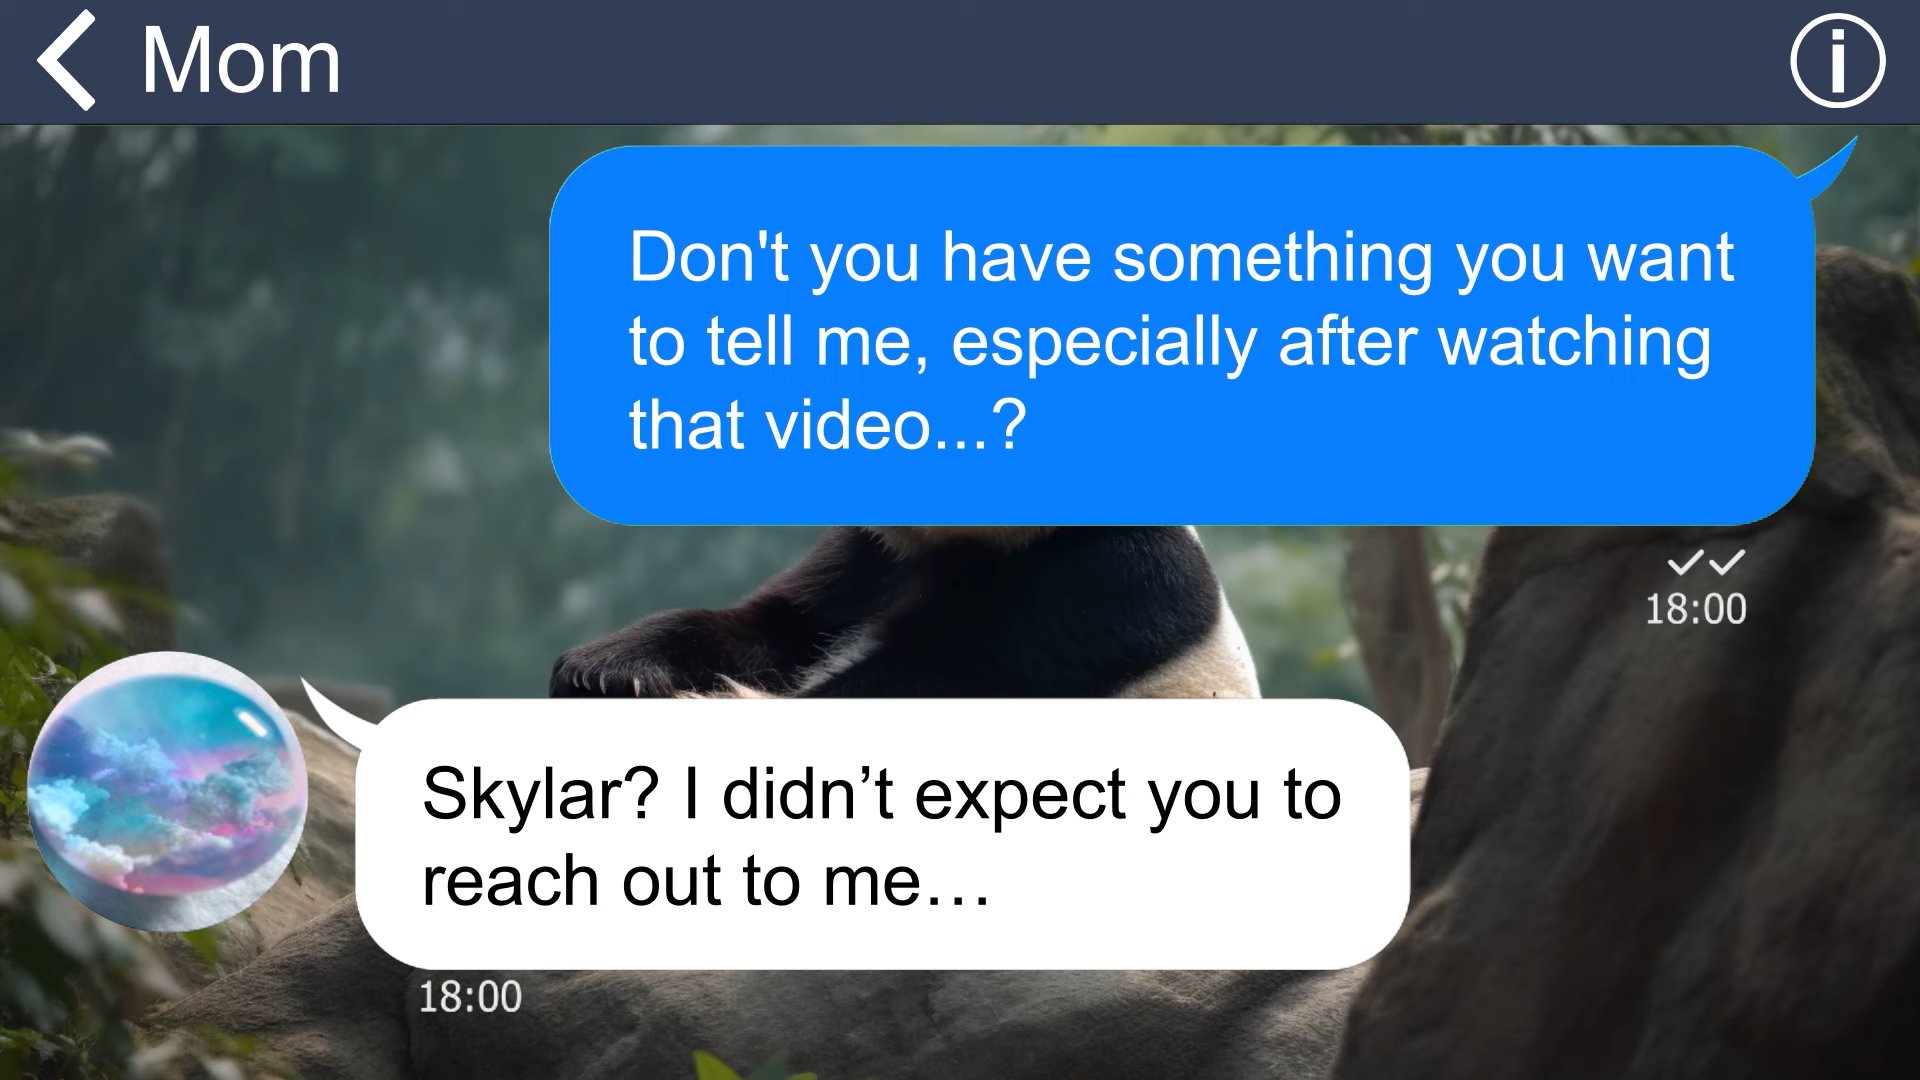 Mom
Don't you have something you want
to tell me, especially after watching
that video...?
18:00
Skylar? I didn’t expect you to
reach out to me…
18:00